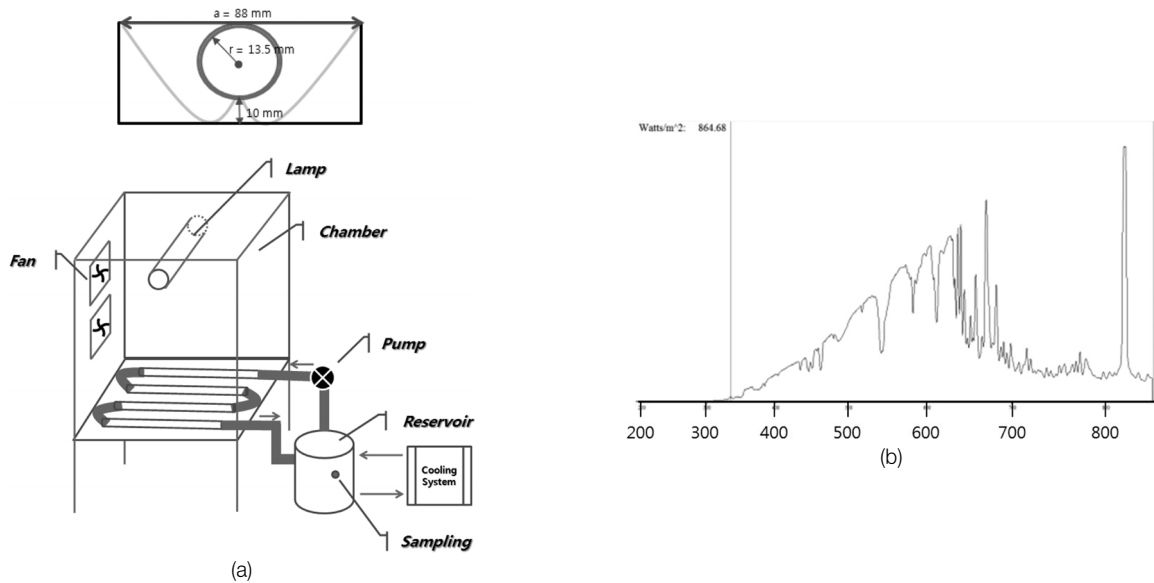 a = 88 mm
r = 13.5 mm
10 mm
Lamp
Chamber
Fan
Pump
Reservoir
Cooling
System
Sampling
(a)
Watts/m^2: 864.68
200 300 400 500 600 700 800
(b)